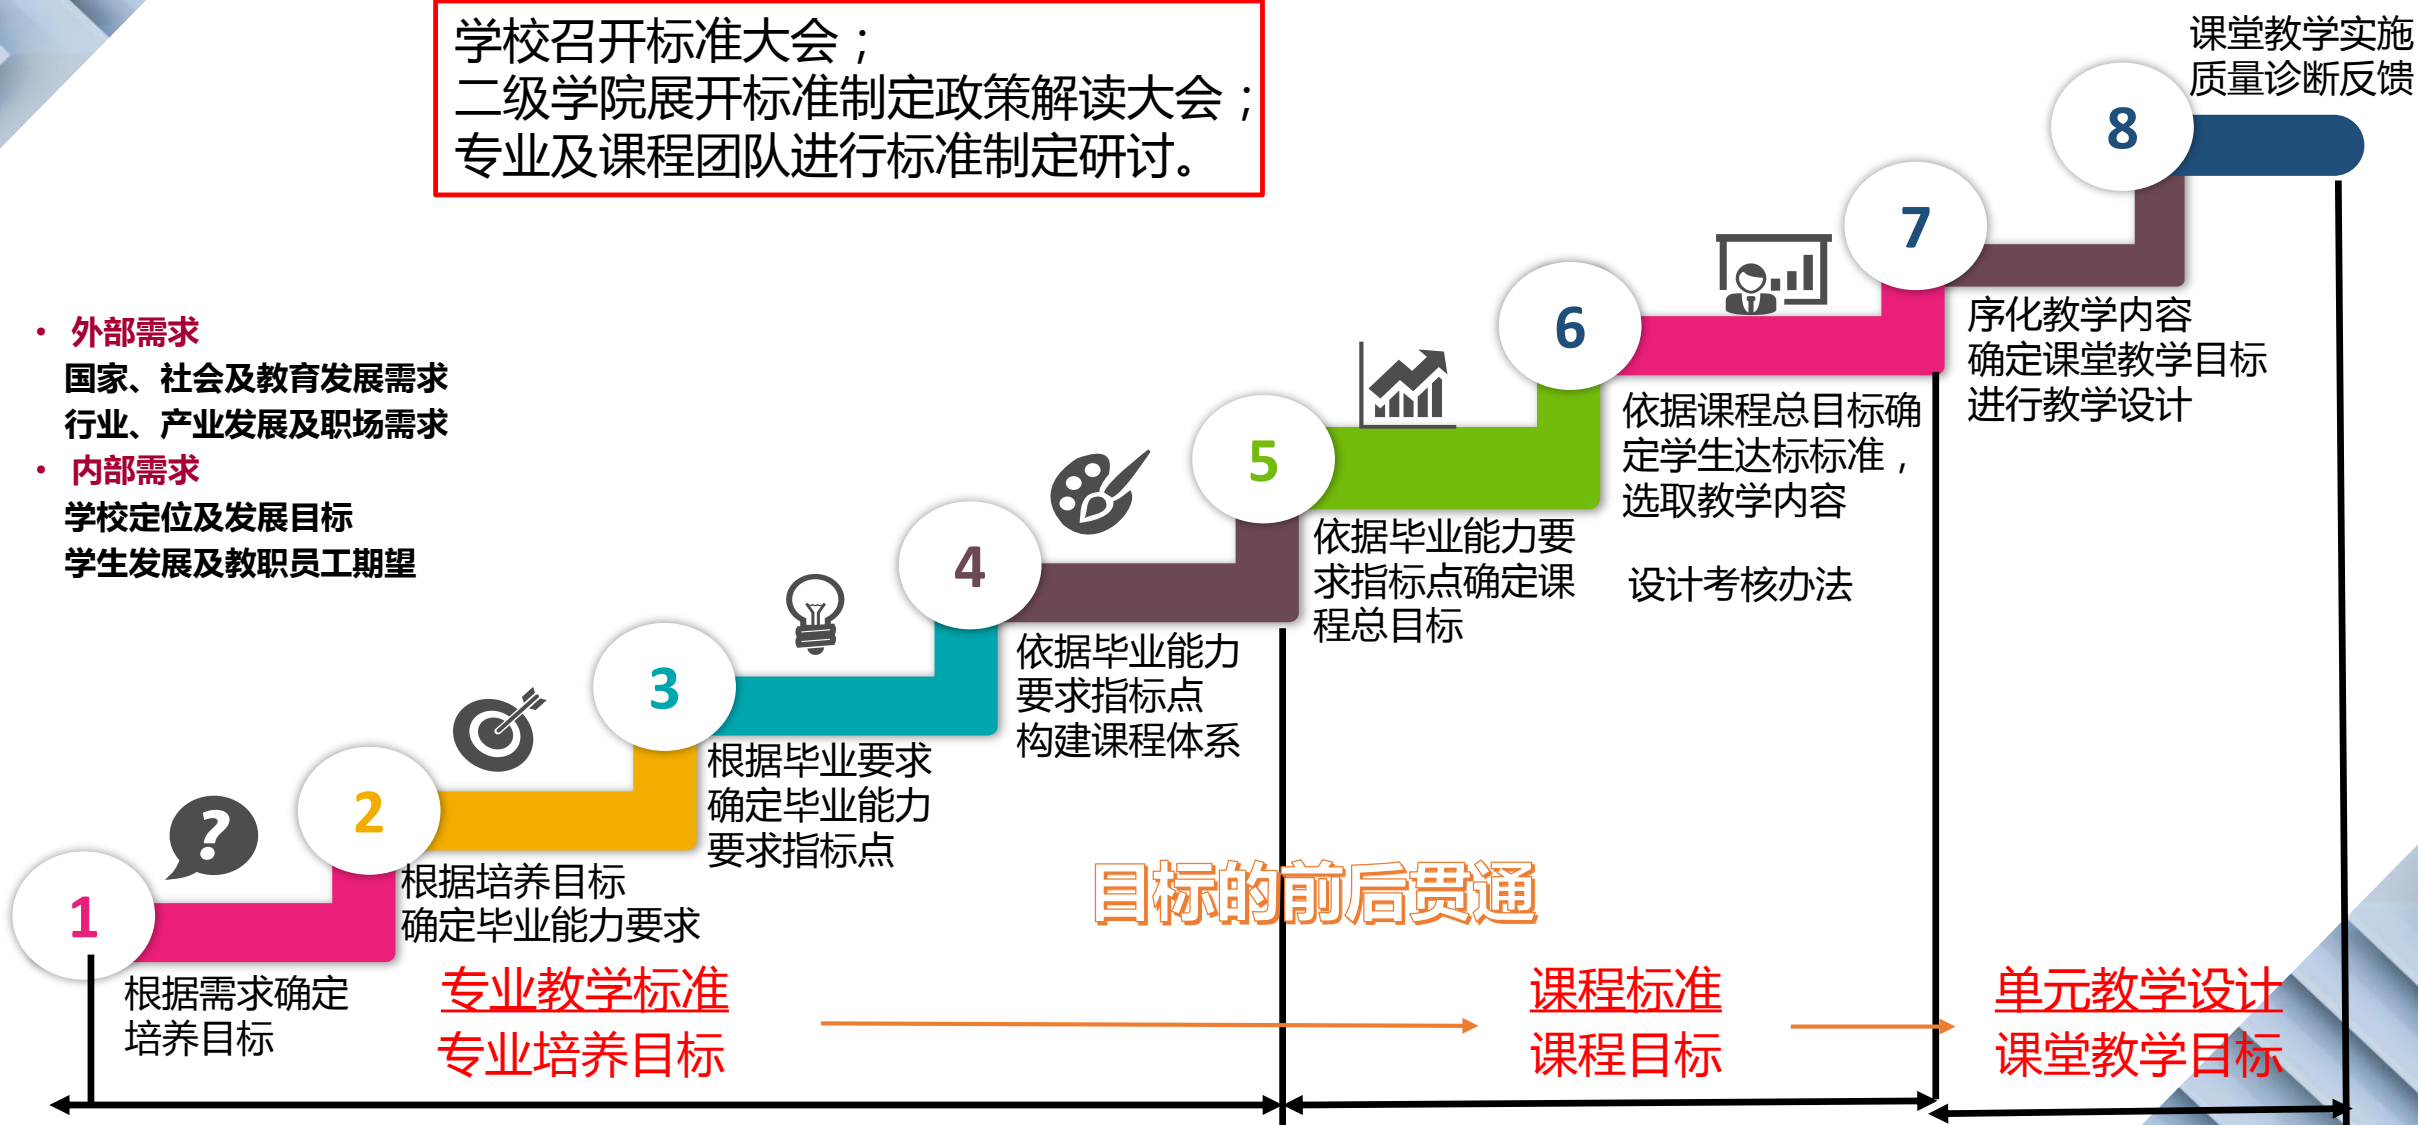 学校召开标准大会；
二级学院展开标准制定政策解读大会；
专业及课程团队进行标准制定研讨。
• 外部需求
国家、社会及教育发展需求
行业、产业发展及职场需求
• 内部需求
学校定位及发展目标
学生发展及教职员工期望
1
根据需求确定
培养目标
2
根据培养目标
确定毕业能力要求
3
根据毕业要求
确定毕业能力
要求指标点
4
依据毕业能力
要求指标点
构建课程体系
5
依据毕业能力要
求指标点确定课
程总目标
6
依据课程总目标确
定学生达标标准，
选取教学内容
设计考核办法
7
序化教学内容
确定课堂教学目标
进行教学设计
8
课堂教学实施
质量诊断反馈
?
目标的前后贯通
专业教学标准
专业培养目标
课程标准
课程目标
单元教学设计
课堂教学目标